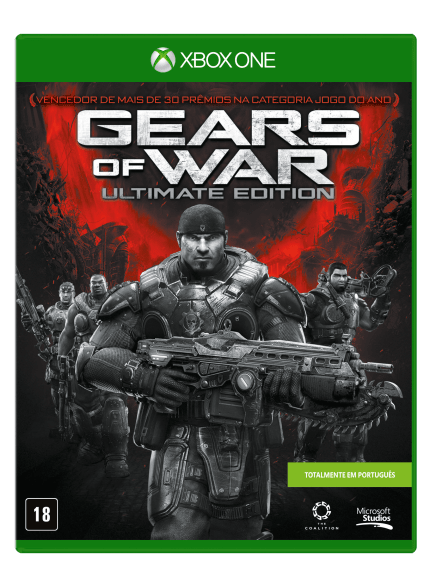 XBOX ONE
VENCEDOR DE MAIS DE 30 PRÊMIOS NA CATEGORIA JOGO DO ANO
GEARS
OF WAR
ULTIMATE EDITION
TOTALMENTE EM PORTUGUÊS
18
THE
COALITION
Microsoft
Studios